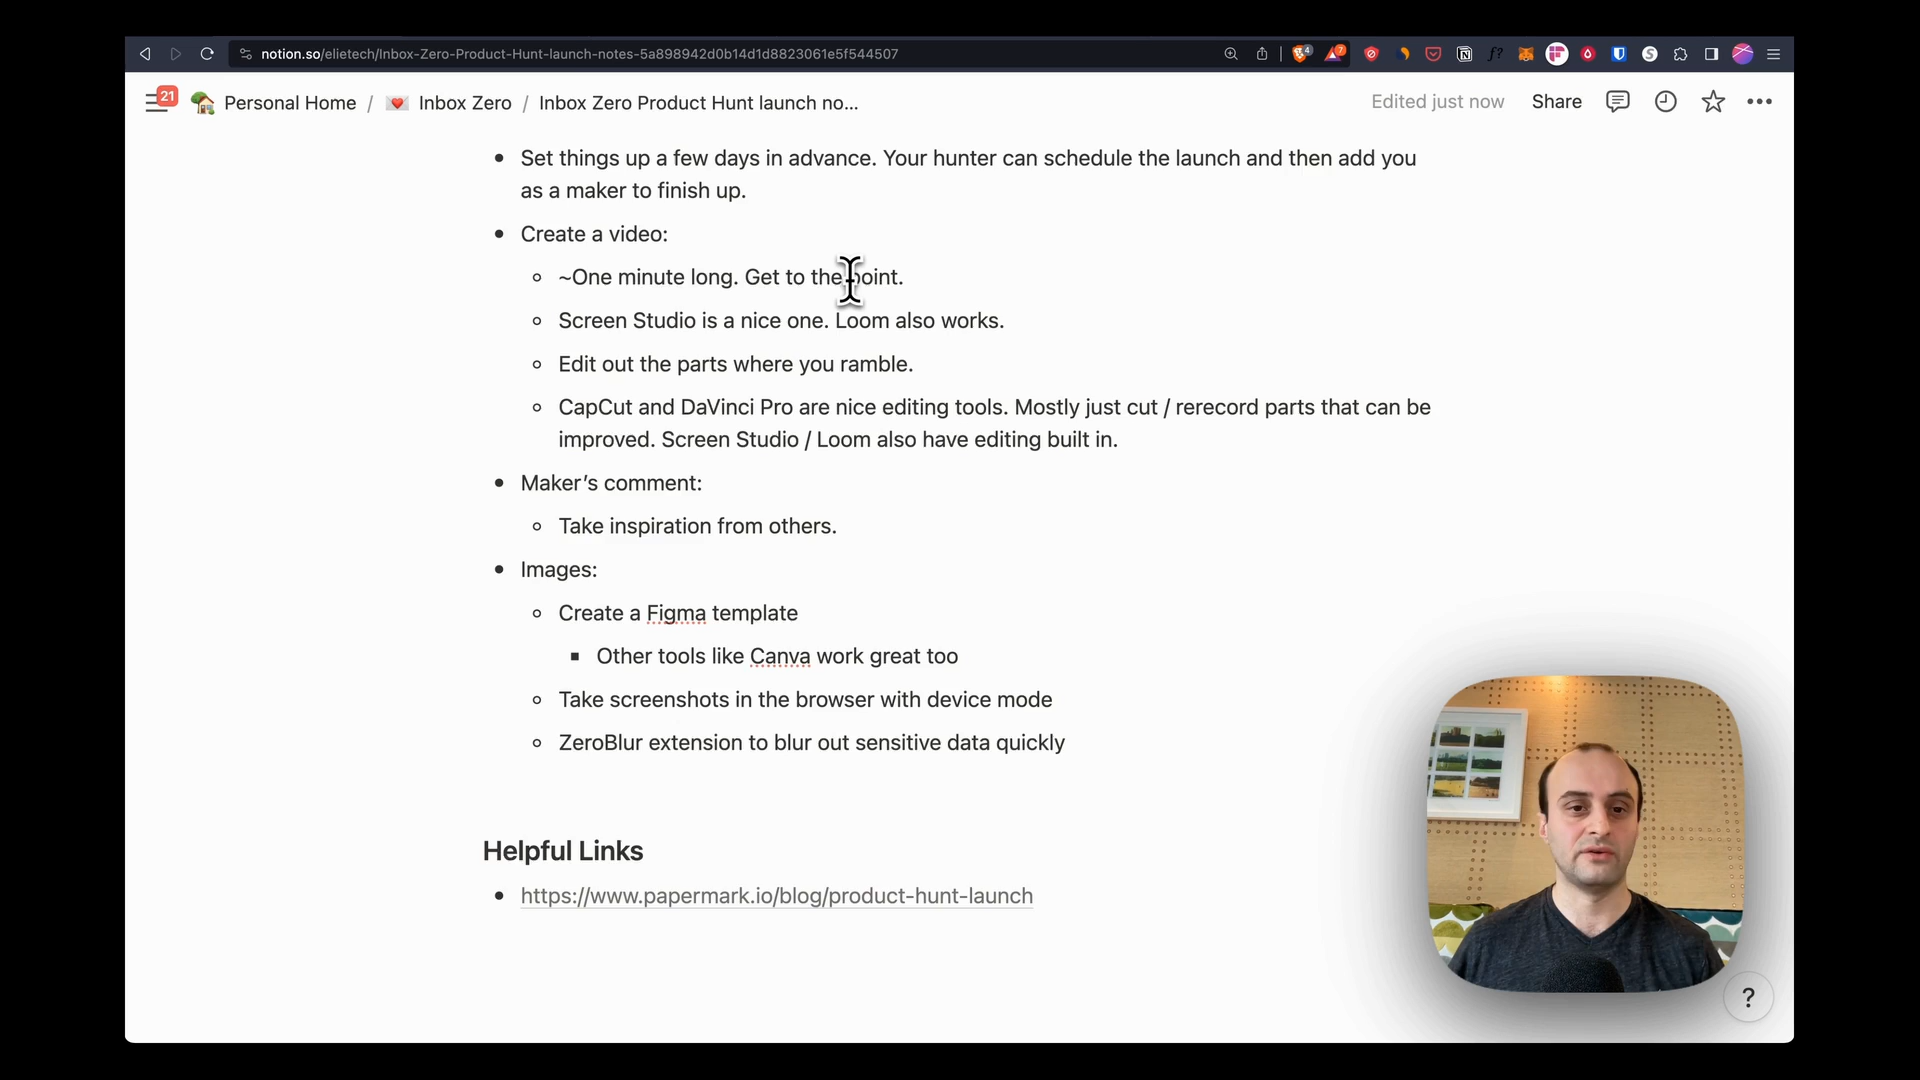 notion.so/elietech/Inbox-Zero-Product-Hunt-launch-notes-5a898942d0b14d1d8823061e5f544507
4
7
f?
S
21
Personal Home / Inbox Zero / Inbox Zero Product Hunt launch no...
Edited just now
Share
Set things up a few days in advance. Your hunter can schedule the launch and then add you
as a maker to finish up.
Create a video:
~One minute long. Get to the point.
Screen Studio is a nice one. Loom also works.
Edit out the parts where you ramble.
CapCut and DaVinci Pro are nice editing tools. Mostly just cut / rerecord parts that can be
improved. Screen Studio / Loom also have editing built in.
Maker’s comment:
Take inspiration from others.
Images:
Create a Figma template
Other tools like Canva work great too
Take screenshots in the browser with device mode
ZeroBlur extension to blur out sensitive data quickly
Helpful Links
https://www.papermark.io/blog/product-hunt-launch
?